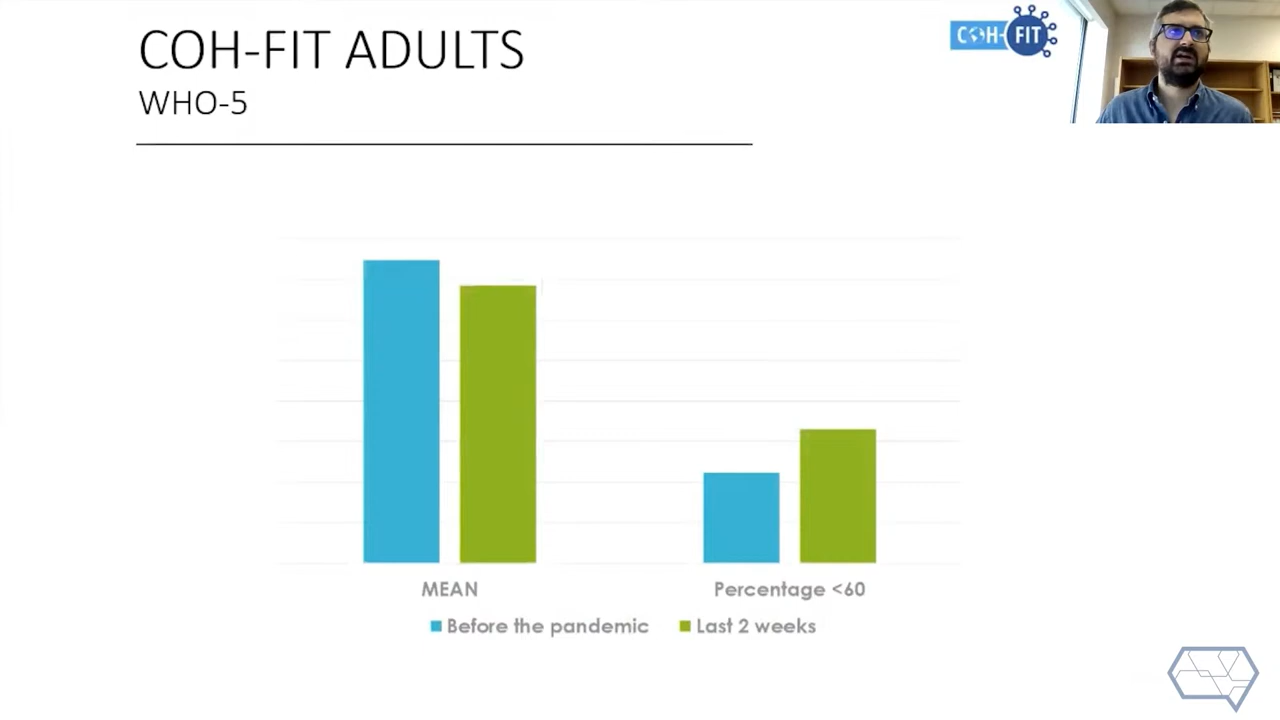 COH-FIT ADULTS
WHO-5
COH-FIT
MEAN
Percentage <60
Before the pandemic
Last 2 weeks